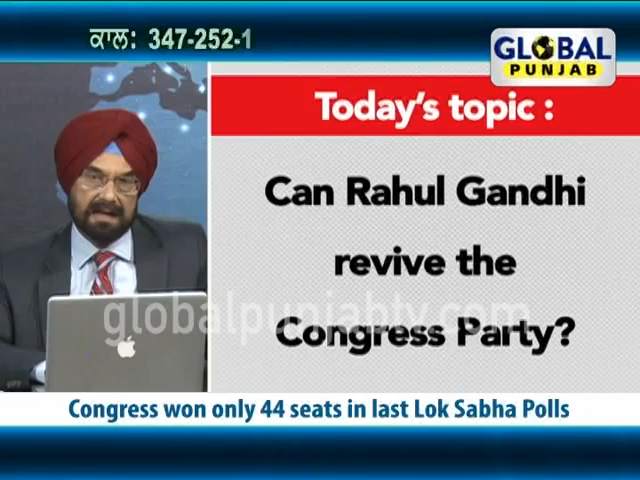 ਕਾਲ: 347-252-1
GLOBAL
PUNJAB
Today's topic :
Can Rahul Gandhi
revive the
Congress Party?
globalpunjabtv.com
Congress won only 44 seats in last Lok Sabha Polls